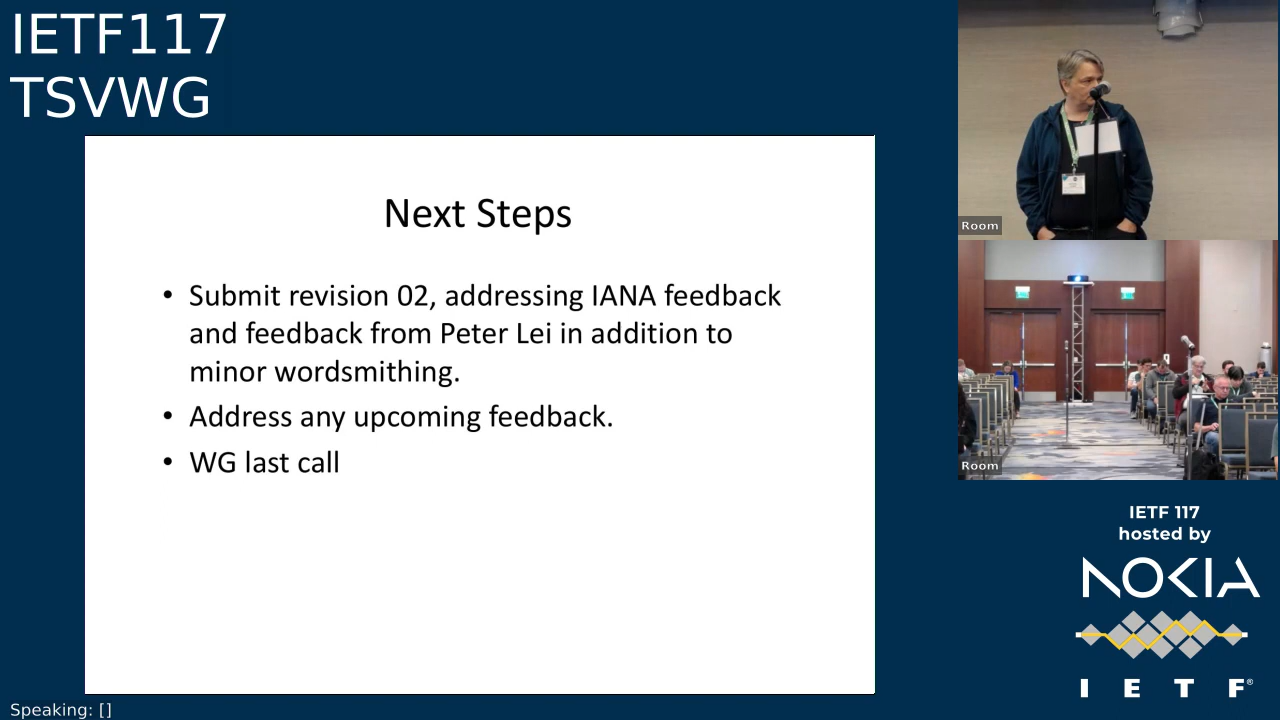 IETF117
TSVWG
Next Steps
• Submit revision 02, addressing IANA feedback
and feedback from Peter Lei in addition to
minor wordsmithing.
• Address any upcoming feedback.
• WG last call
Room
Room
IETF 117
hosted by
NOKIA
I E T F®
Speaking: []